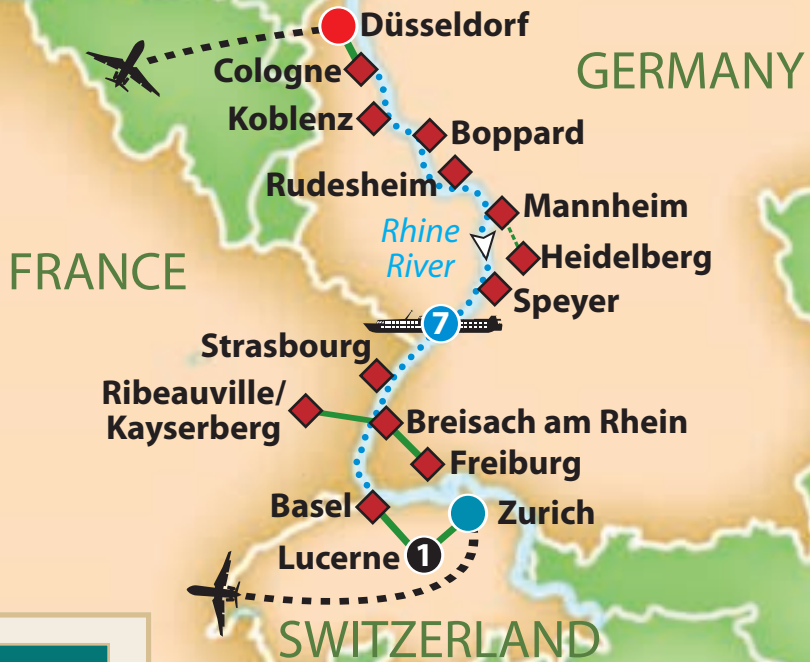 Düsseldorf
Cologne
GERMANY
Koblenz
Boppard
Rudesheim
Mannheim
Rhine
River
Heidelberg
FRANCE
Speyer
7
Strasbourg
Ribeauville/
Kayserberg
Breisach am Rhein
Freiburg
Basel
Zurich
Lucerne
1
SWITZERLAND